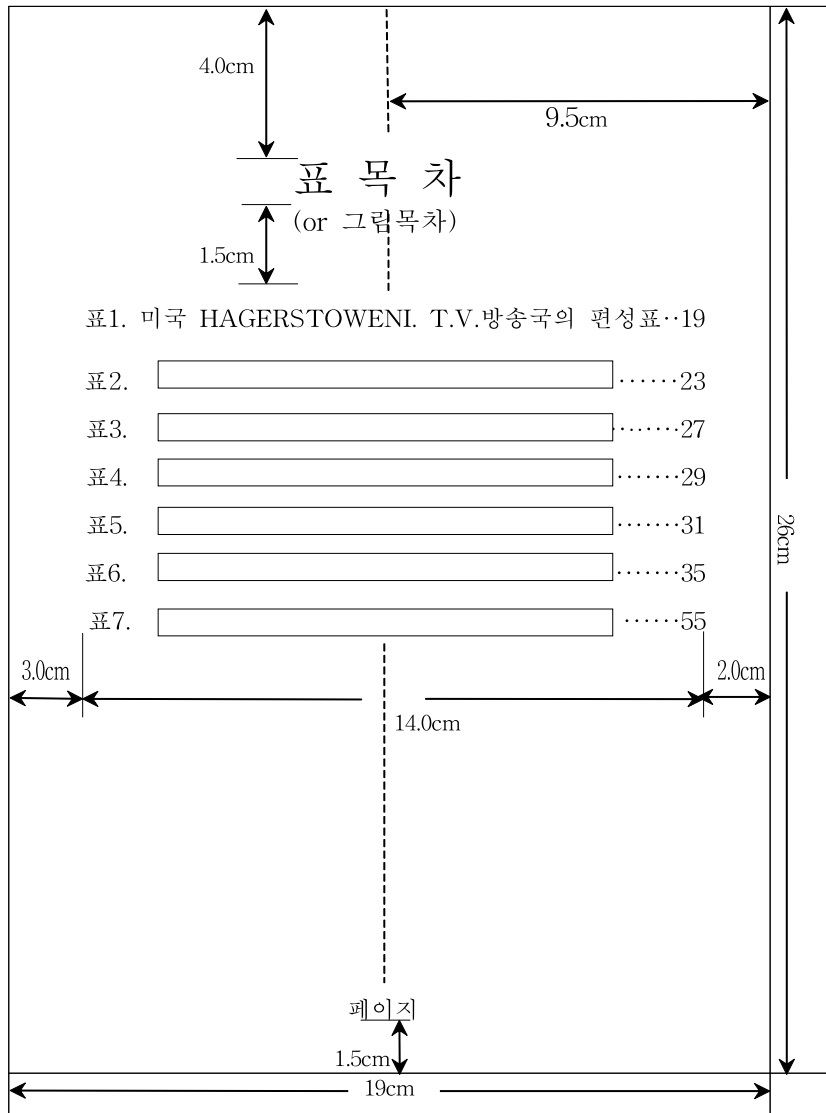 4.0cm
9.5cm
표 목 차
(or 그림목차)
1.5cm
표1. 미국 HAGERSTOWENI. T.V.방송국의 편성표··19
표2. ······23
표3. ········27
표4. ·······29
표5. ·······31
표6. ·······35
표7. ······55
26cm
3.0cm
2.0cm
14.0cm
페이지
1.5cm
19cm